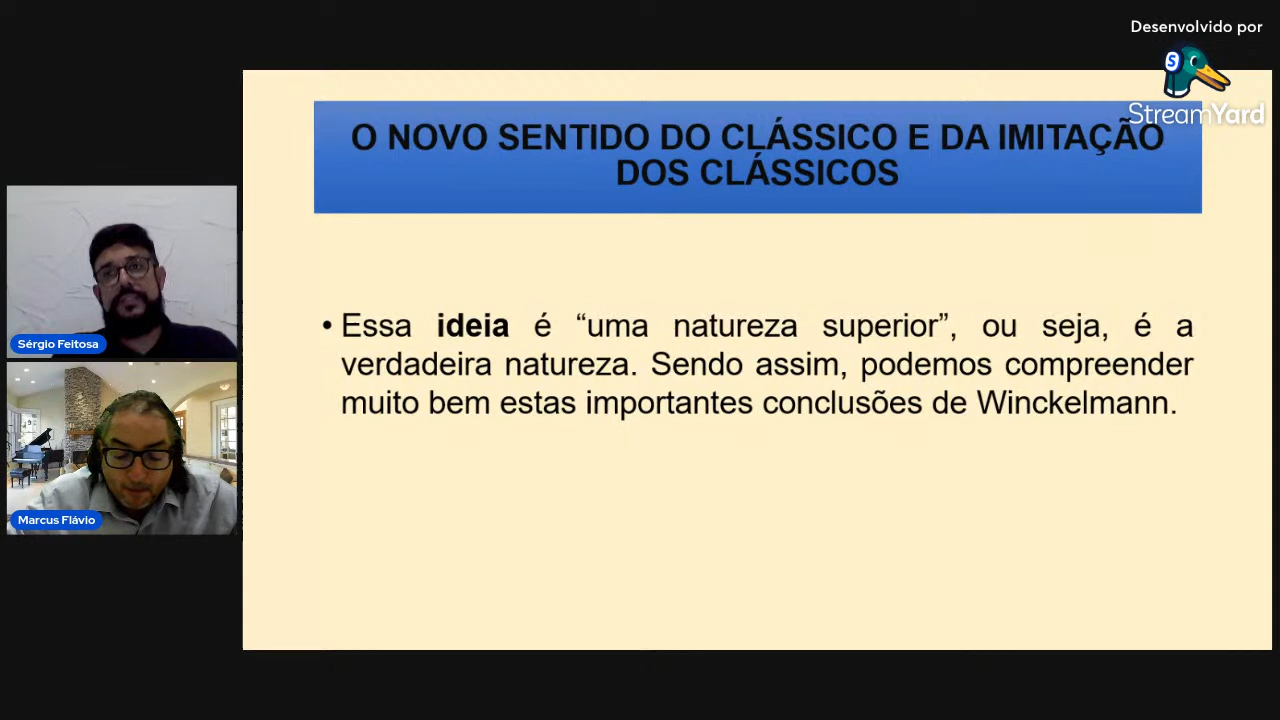 Desenvolvido por
StreamYard
O NOVO SENTIDO DO CLÁSSICO E DA IMITAÇÃO
DOS CLÁSSICOS
• Essa ideia é “uma natureza superior”, ou seja, é a
verdadeira natureza. Sendo assim, podemos compreender
muito bem estas importantes conclusões de Winckelmann.
Sérgio Feitosa
Marcus Flávio